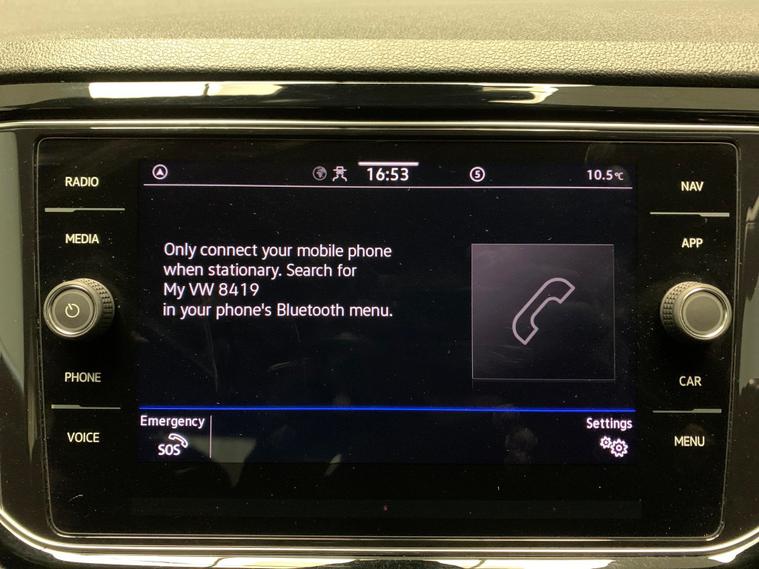 RADIO
MEDIA
PHONE
VOICE
16:53
5
10.5°C
Only connect your mobile phone
when stationary. Search for
My VW 8419
in your phone's Bluetooth menu.
Emergency
SOS
Settings
NAV
APP
CAR
MENU